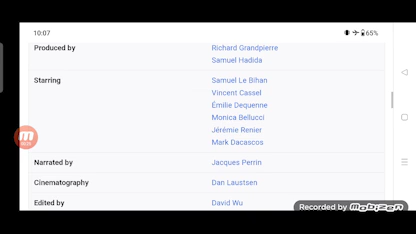 10:07 65%
Produced by Richard Grandpierre
Samuel Hadida
Starring Samuel Le Bihan
Vincent Cassel
Émilie Dequenne
Monica Bellucci
Jérémie Renier
Mark Dacascos
Narrated by Jacques Perrin
Cinematography Dan Laustsen
Edited by David Wu
Recorded by Mobizen